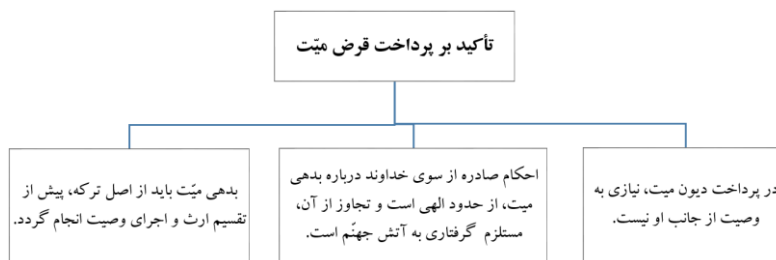 تأکید بر پرداخت قرض میّت
در پرداخت دیون میت، نیازی به
وصیت از جانب او نیست.
احکام صادره از سوی خداوند درباره بدهی
میت، از حدود الهی است و تجاوز از آن،
مستلزم گرفتاری به آتش جهنّم است.
بدهی میّت باید از اصل ترکه، پیش از
تقسیم ارث و اجرای وصیت انجام گردد.